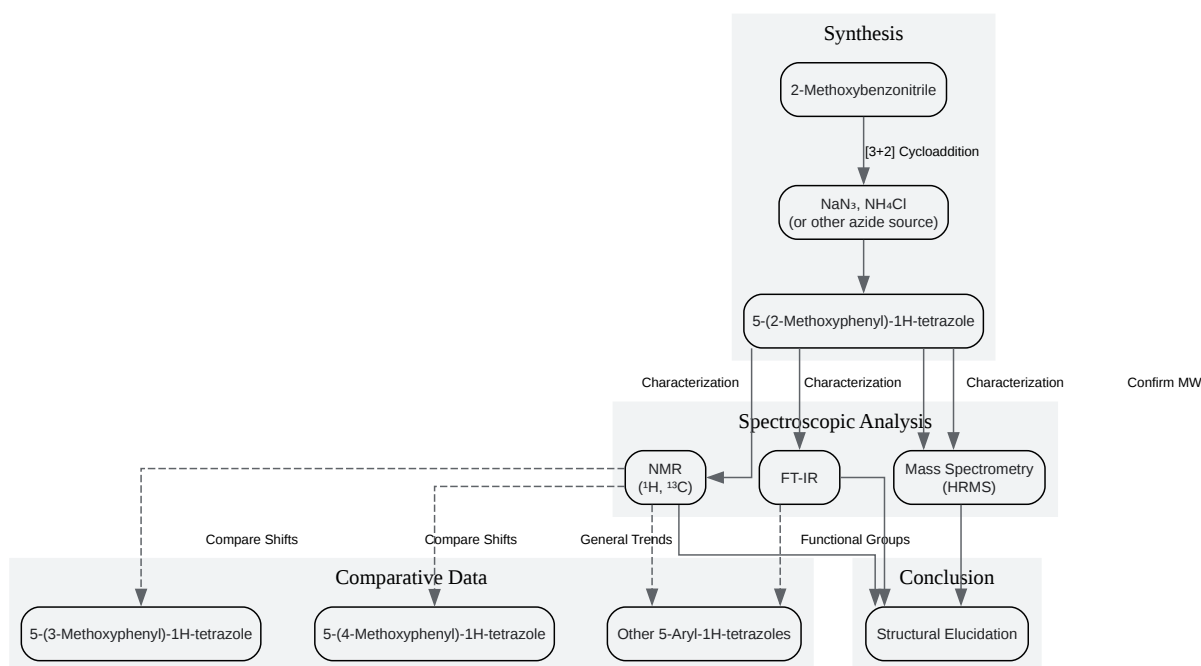 Synthesis
2-Methoxybenzonitrile
[3+2] Cycloaddition
NaN₃, NH₄Cl
(or other azide source)
5-(2-Methoxyphenyl)-1H-tetrazole
Characterization
Characterization
Characterization
Confirm MW
Spectroscopic Analysis
NMR
(¹H, ¹³C)
FT-IR
Mass Spectrometry
(HRMS)
Compare Shifts
Compare Shifts
General Trends
Functional Groups
Comparative Data
Conclusion
5-(3-Methoxyphenyl)-1H-tetrazole
5-(4-Methoxyphenyl)-1H-tetrazole
Other 5-Aryl-1H-tetrazoles
Structural Elucidation